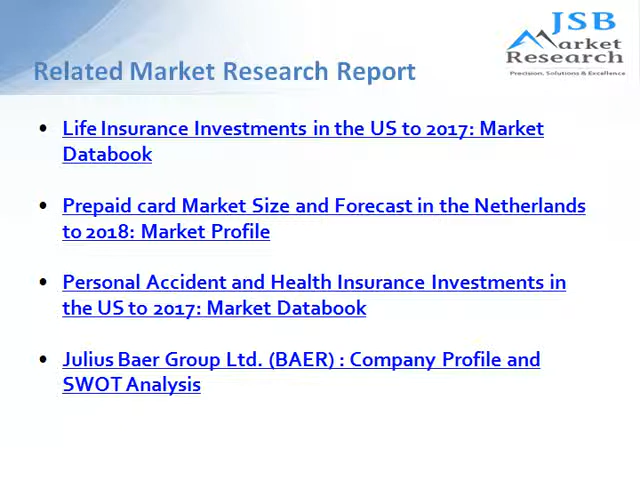 JSB
Market
Research
Precision, Solutions & Excellence
Related Market Research Report
• Life Insurance Investments in the US to 2017: Market
Databook
• Prepaid card Market Size and Forecast in the Netherlands
to 2018: Market Profile
• Personal Accident and Health Insurance Investments in
the US to 2017: Market Databook
• Julius Baer Group Ltd. (BAER) : Company Profile and
SWOT Analysis